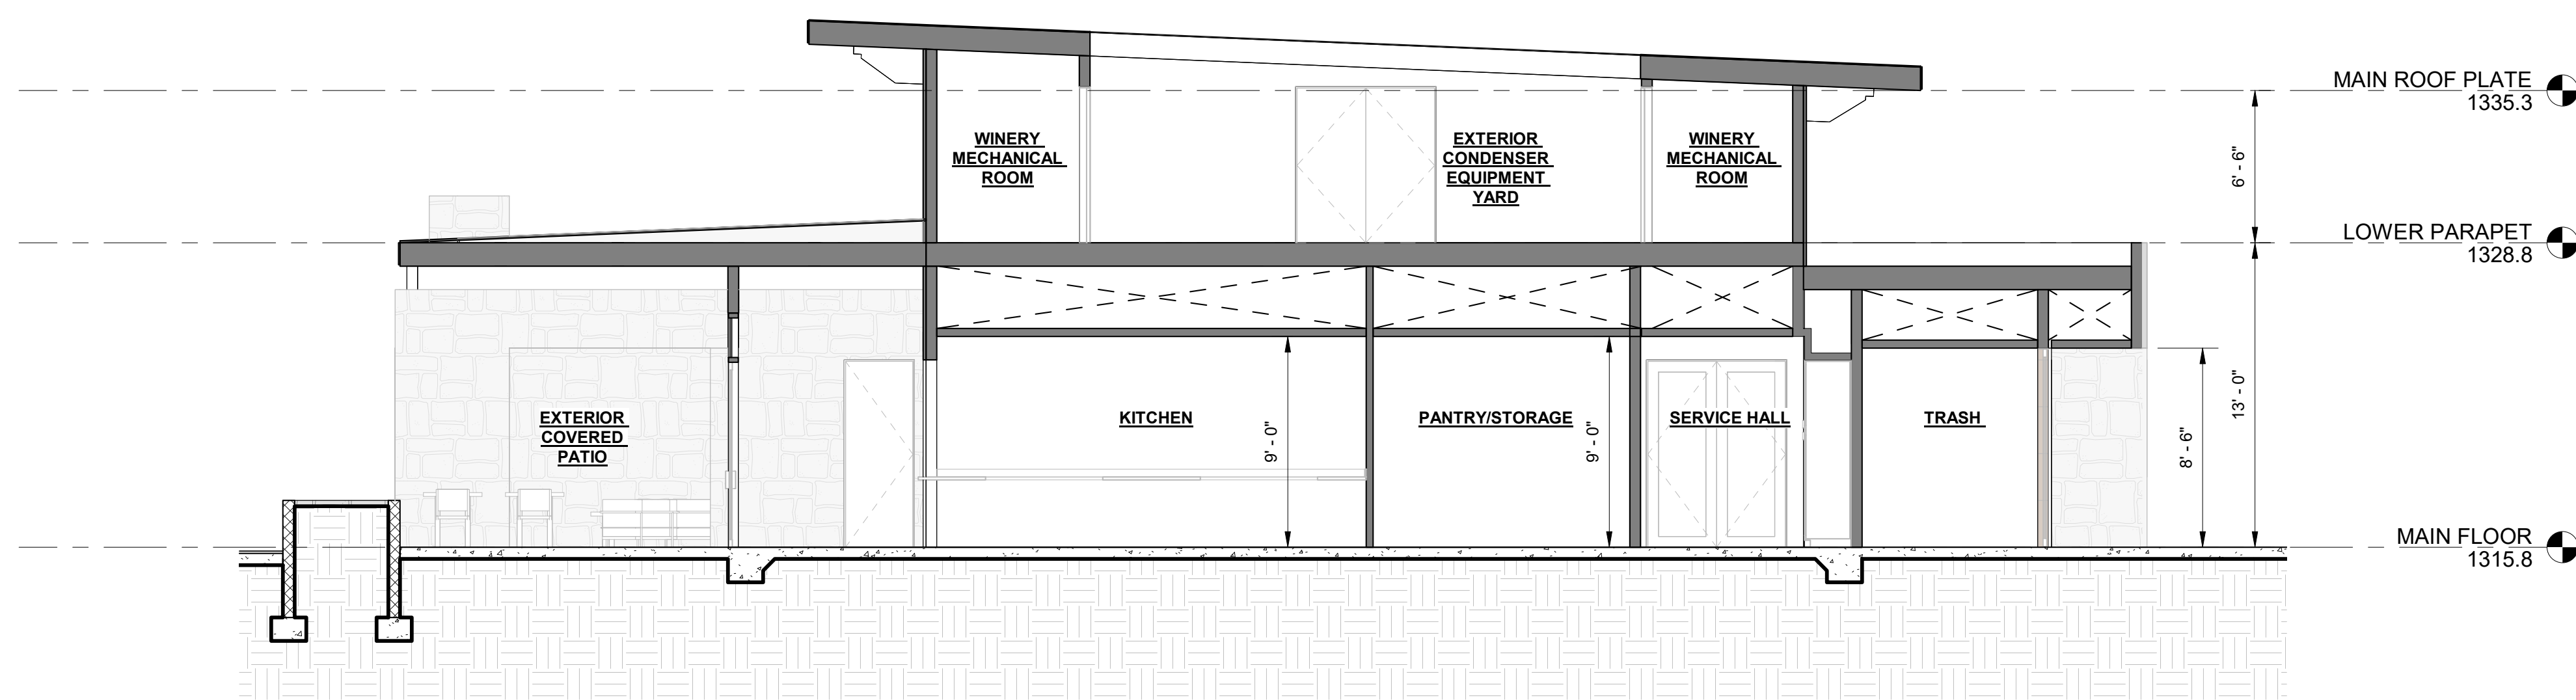 MAIN ROOF PLATE
1335.3
WINERY
MECHANICAL
ROOM
EXTERIOR
CONDENSER
EQUIPMENT
YARD
WINERY
MECHANICAL
ROOM
6' - 6"
LOWER PARAPET
1328.8
EXTERIOR
COVERED
PATIO
KITCHEN
9' - 0"
PANTRY/STORAGE
9' - 0"
SERVICE HALL
TRASH
8' - 6"
13' - 0"
MAIN FLOOR
1315.8